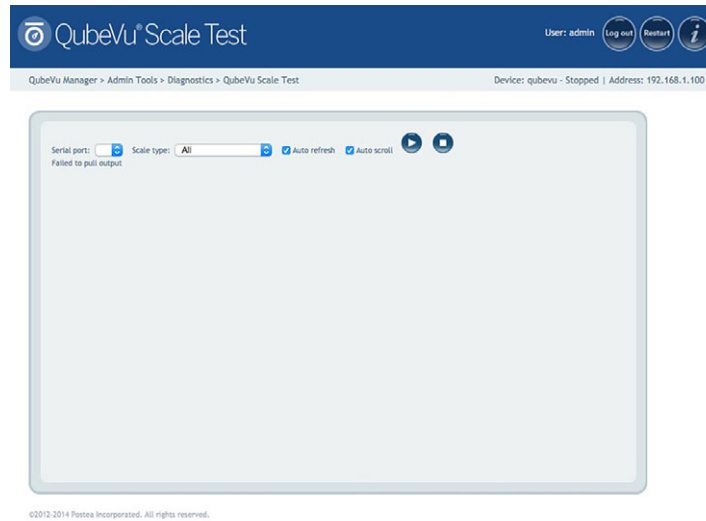 QubeVu® Scale Test
User: admin
Log out
Restart
i
QubeVu Manager > Admin Tools > Diagnostics > QubeVu Scale Test
Device: qubevu - Stopped | Address: 192.168.1.100
Serial port: Scale type: All Auto refresh Auto scroll
Failed to pull output
©2012-2014 Postea Incorporated. All rights reserved.